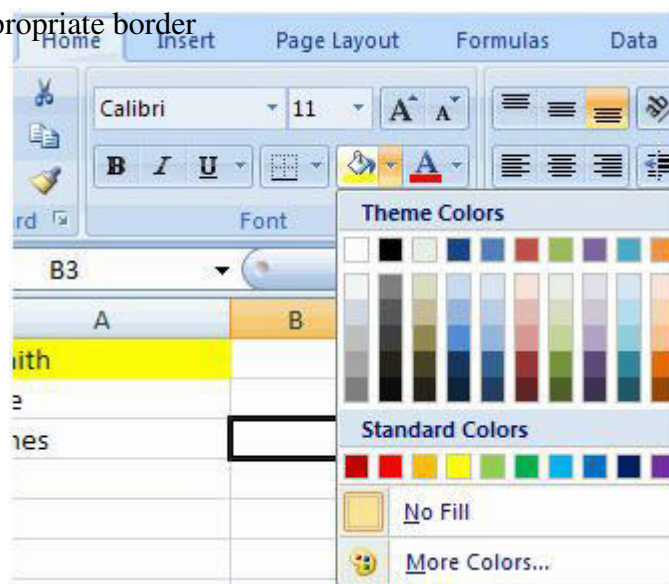 propriate border
Home Insert Page Layout Formulas Data
Calibri 11 A A
B I U A
rd Font
Theme Colors
B3
A B
ith
e
nes
Standard Colors
No Fill
More Colors...